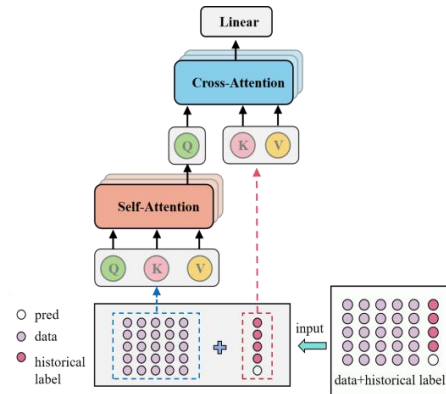 Linear
Cross-Attention
Q
K
V
Self-Attention
Q
K
V
pred
data
historical
label
+
input
data+historical label